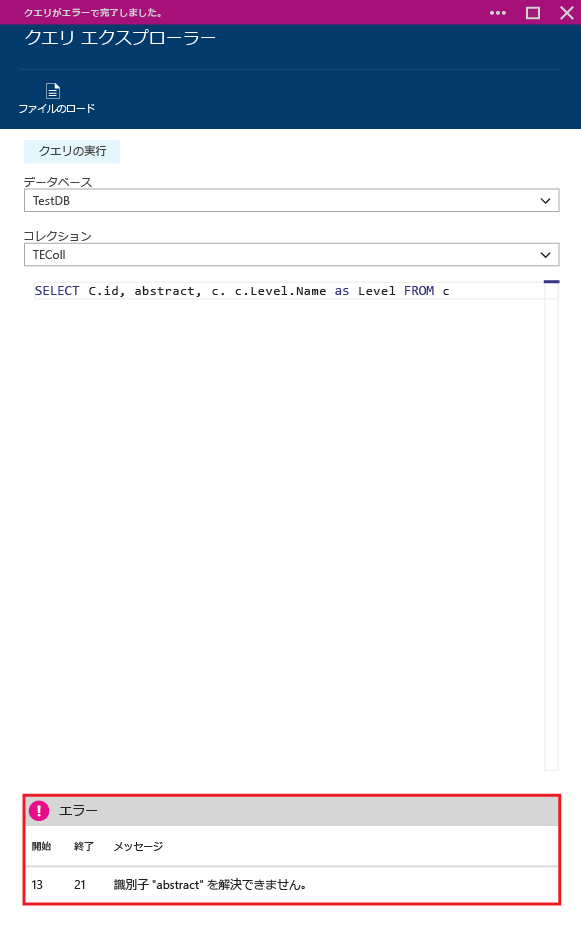 クエリがエラーで完了しました。
クエリ エクスプローラー
ファイルのロード
クエリの実行
データベース
TestDB
コレクション
TEColl
SELECT C.id, abstract, c. c.Level.Name as Level FROM c
エラー
開始 終了 メッセージ
13 21 識別子 "abstract" を解決できません。